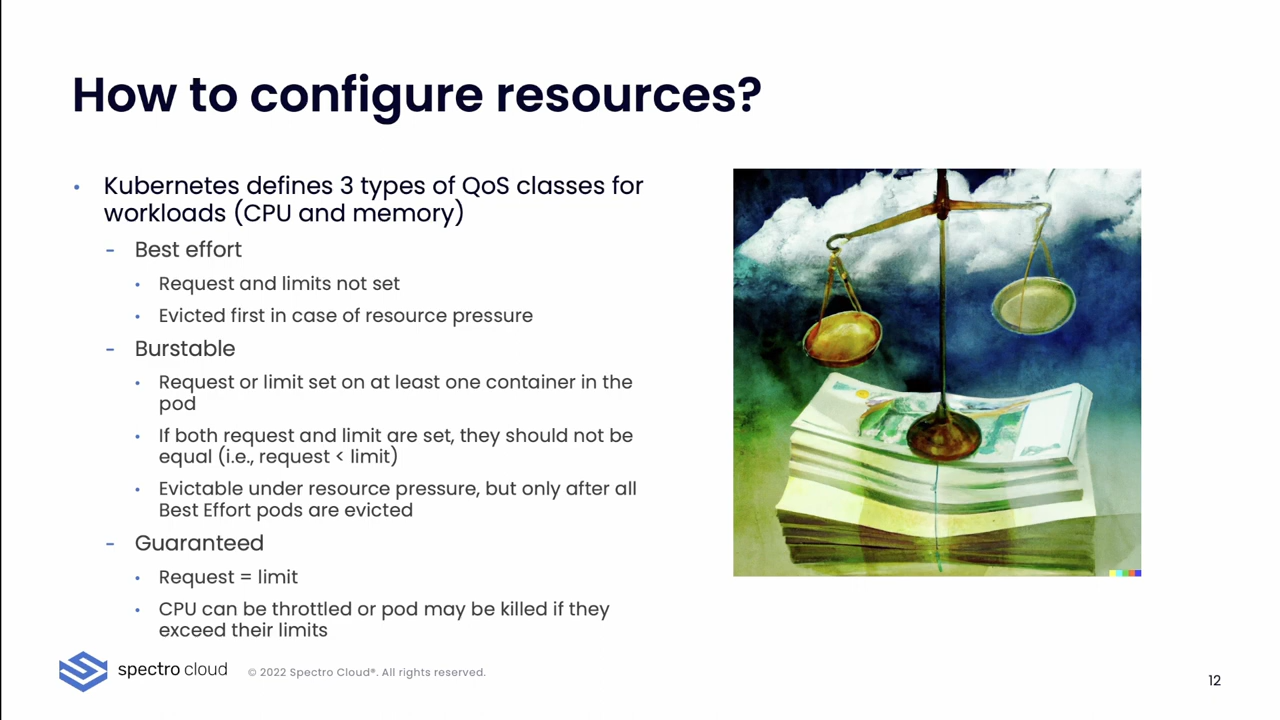 How to configure resources?
• Kubernetes defines 3 types of QoS classes for
workloads (CPU and memory)
- Best effort
• Request and limits not set
• Evicted first in case of resource pressure
- Burstable
• Request or limit set on at least one container in the
pod
• If both request and limit are set, they should not be
equal (i.e., request < limit)
• Evictable under resource pressure, but only after all
Best Effort pods are evicted
- Guaranteed
• Request = limit
• CPU can be throttled or pod may be killed if they
exceed their limits
spectro cloud
© 2022 Spectro Cloud®. All rights reserved.
12